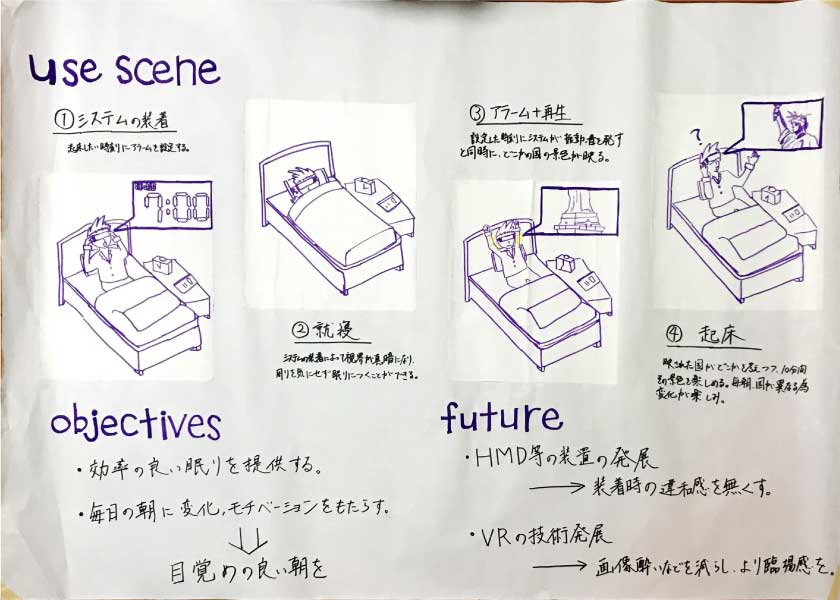 use scene
①システムの装着
起床したい時刻にアラームを設定する。
7:00
②就寝
システムの装着によって視界が真暗になり、
周りを気にせず眠りにつくことができる。
③アラーム+再生
設定した時刻にシステムが振動、音を発す
と同時に、どこかの国の景色が映る。
?
④起床
映された国がどこかを考えつつ、10分間
その景色を楽しめる。毎朝、国が異なる為
変化が楽しみ。
objectives
・効率の良い眠りを提供する。
・毎日の朝に変化、モチベーションをもたらす。
目覚めの良い朝を
future
・HMD等の装置の発展
→装着時の違和感を無くす。
・VRの技術発展
→画像酔いなどを減らし、より臨場感を。